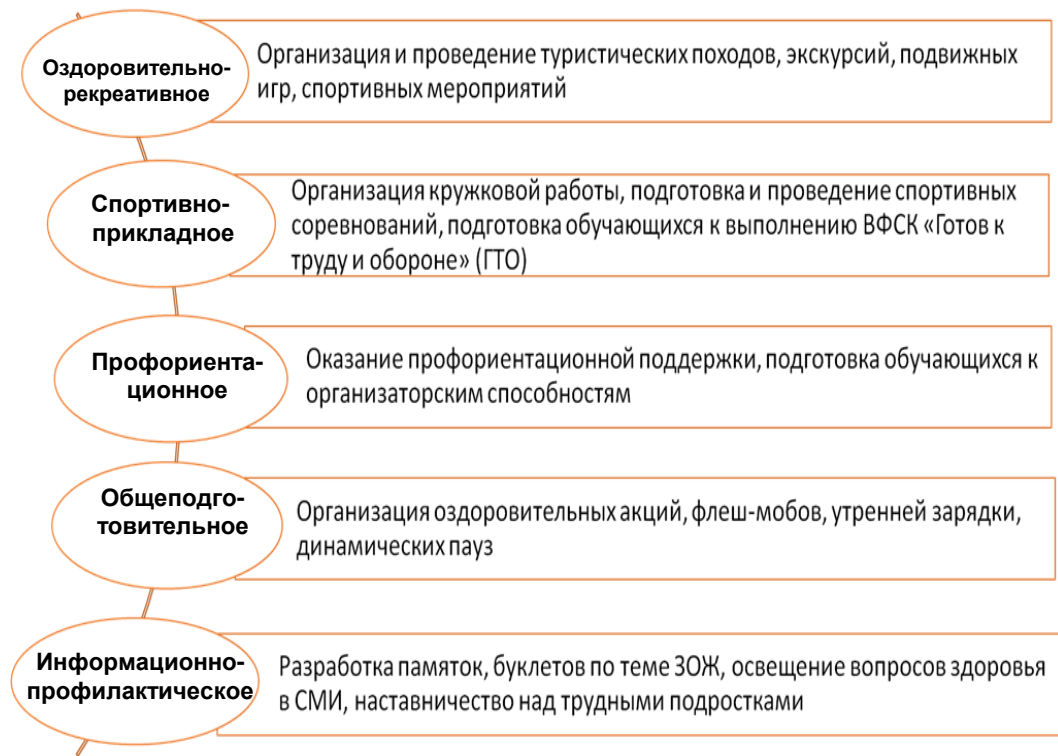 Оздоровительно-
рекреативное
Организация и проведение туристических походов, экскурсий, подвижных
игр, спортивных мероприятий
Спортивно-
прикладное
Организация кружковой работы, подготовка и проведение спортивных
соревнований, подготовка обучающихся к выполнению ВФСК «Готов к
труду и обороне» (ГТО)
Профориента-
ционное
Оказание профориентационной поддержки, подготовка обучающихся к
организаторским способностям
Общеподго-
товительное
Организация оздоровительных акций, флеш-мобов, утренней зарядки,
динамических пауз
Информационно-
профилактическое
Разработка памяток, буклетов по теме ЗОЖ, освещение вопросов здоровья
в СМИ, наставничество над трудными подростками